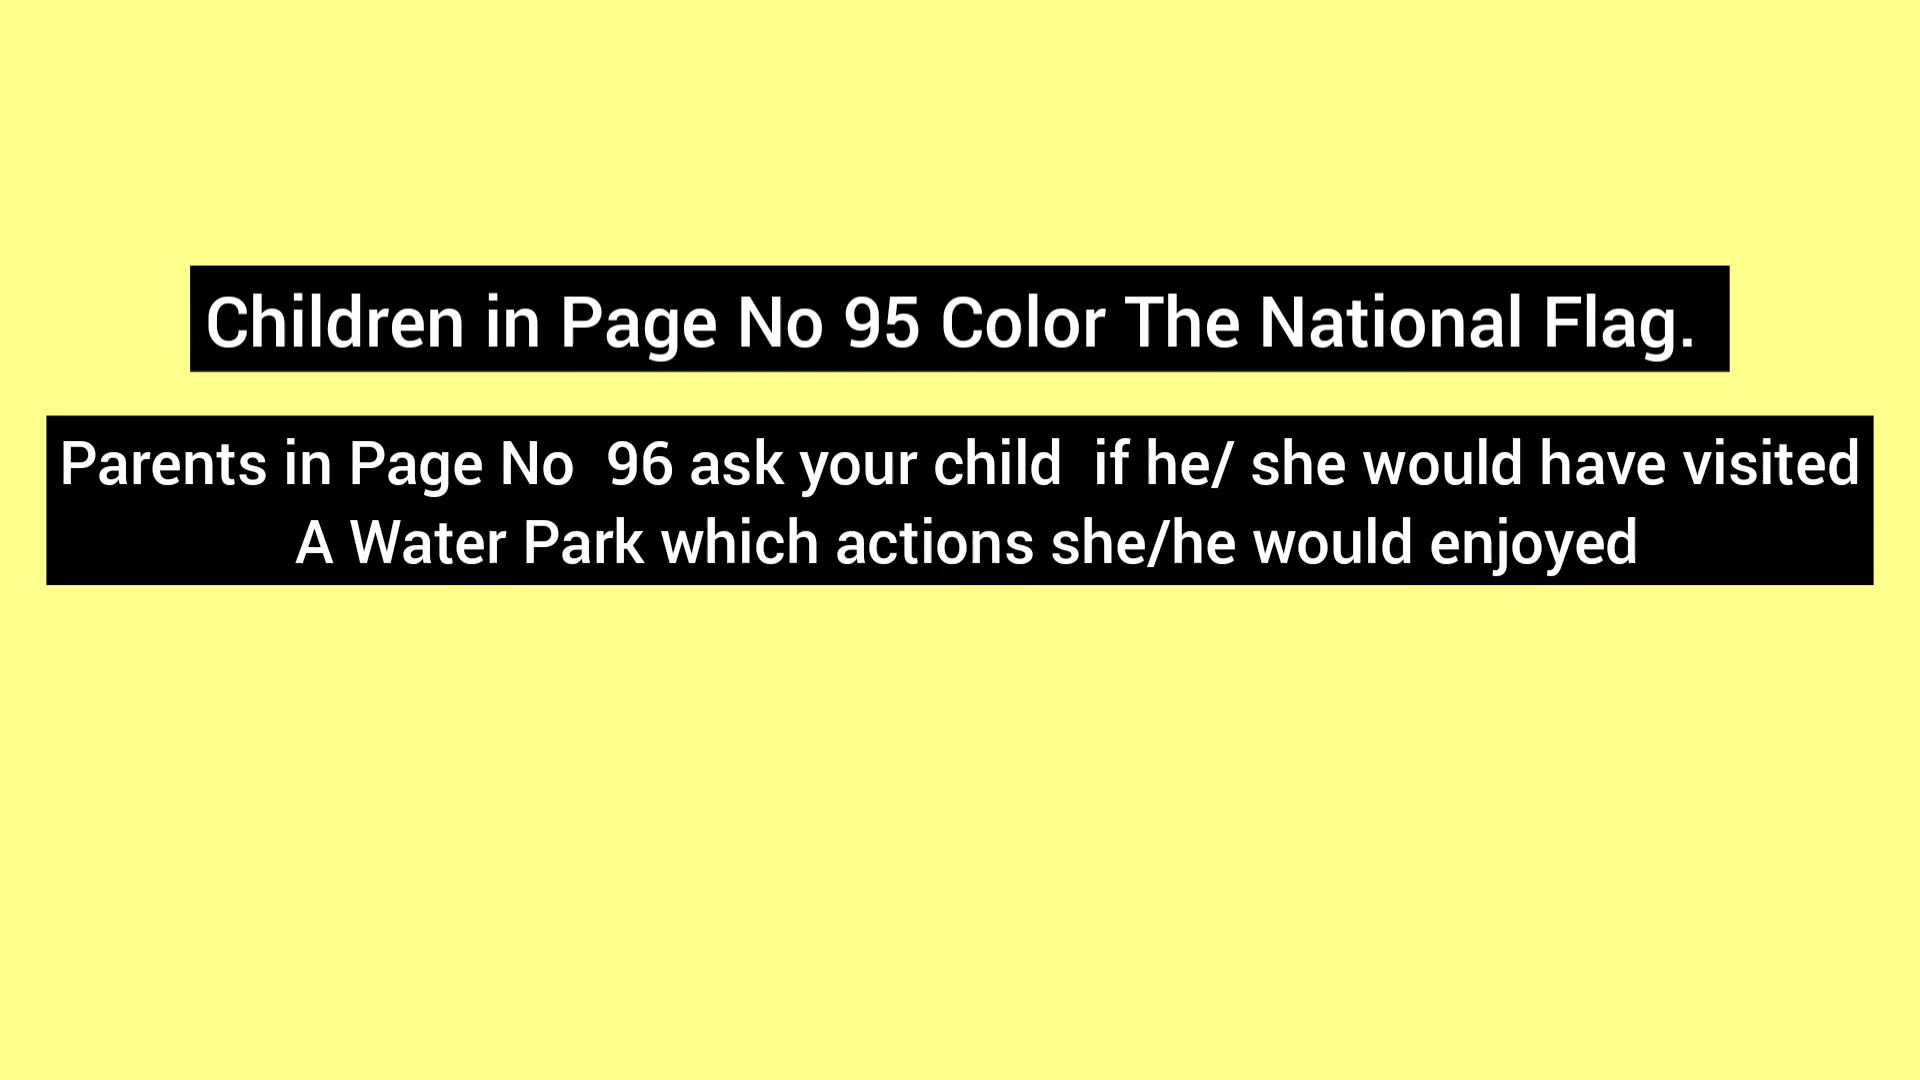 Children in Page No 95 Color The National Flag.
Parents in Page No  96 ask your child  if he/ she would have visited
A Water Park which actions she/he would enjoyed